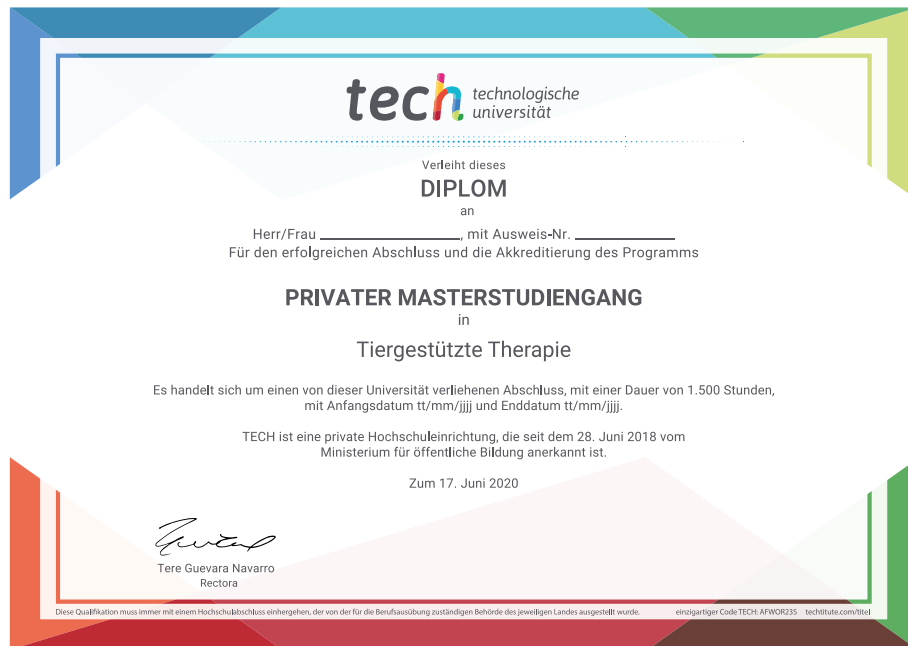 tech technologische
universität
Verleiht dieses
DIPLOM
an
Herr/Frau ____________________, mit Ausweis-Nr. ______________
Für den erfolgreichen Abschluss und die Akkreditierung des Programms
PRIVATER MASTERSTUDIENGANG
in
Tiergestützte Therapie
Es handelt sich um einen von dieser Universität verliehenen Abschluss, mit einer Dauer von 1.500 Stunden,
mit Anfangsdatum tt/mm/jjjj und Enddatum tt/mm/jjjj.
TECH ist eine private Hochschuleinrichtung, die seit dem 28. Juni 2018 vom
Ministerium für öffentliche Bildung anerkannt ist.
Zum 17. Juni 2020
Tere Guevara Navarro
Rectora
Diese Qualifikation muss immer mit einem Hochschulabschluss einhergehen, der von der für die Berufsausübung zuständigen Behörde des jeweiligen Landes ausgestellt wurde. einzigartiger Code TECH: AFWOR23S techtitute.com/titel